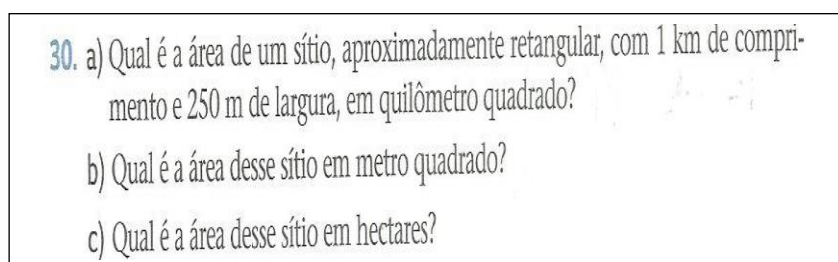 30. a) Qual é a área de um sítio, aproximadamente retangular, com 1 km de compri-
mento e 250 m de largura, em quilômetro quadrado?
b) Qual é a área desse sítio em metro quadrado?
c) Qual é a área desse sítio em hectares?